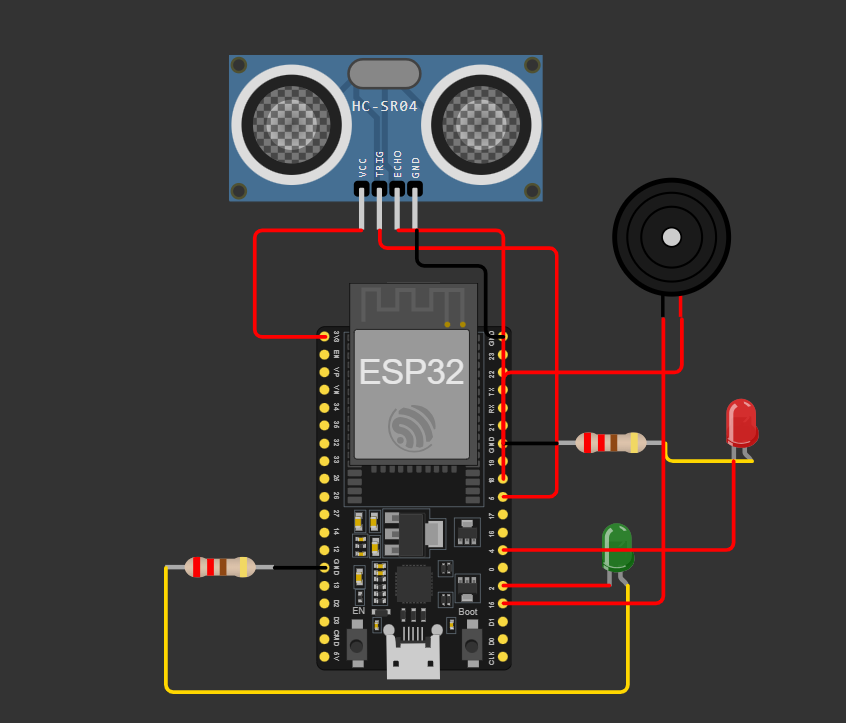 HC-SR04
VCC
TRIG
ECHO
GND
ESP32
3V3
EN
VP
VN
34
35
32
33
25
26
27
14
12
GND
13
D2
D3
CMD
5V
GND
23
22
TX
RX
21
GND
19
18
5
17
16
4
0
2
15
D1
D0
CLK
EN
Boot